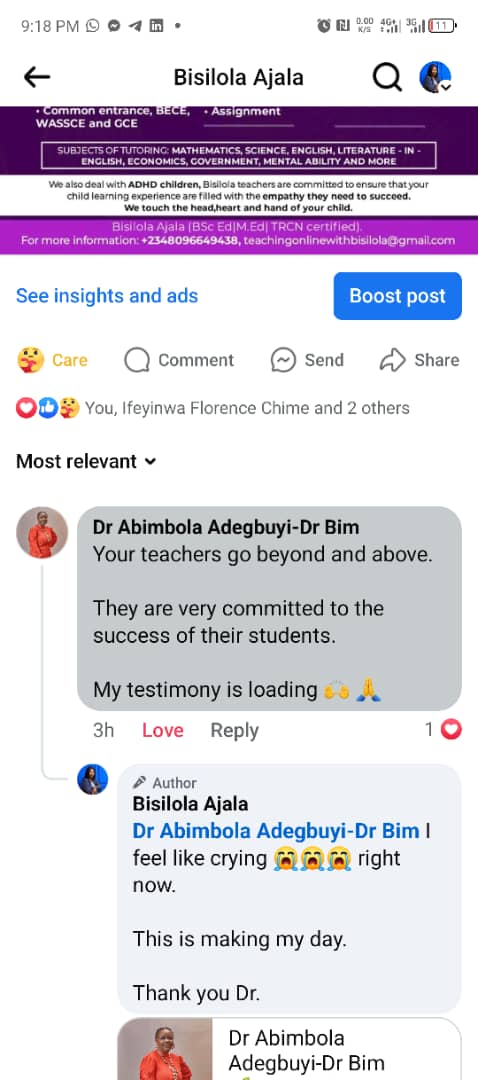 9:18 PM
0.00 K/S 4G+ 3G 11
Bisilola Ajala
• Common entrance, BECE, • Assignment
WASSCE and GCE
SUBJECTS OF TUTORING: MATHEMATICS, SCIENCE, ENGLISH, LITERATURE - IN -
ENGLISH, ECONOMICS, GOVERNMENT, MENTAL ABILITY AND MORE
We also deal with ADHD children, Bisilola teachers are committed to ensure that your
child learning experience are filled with the empathy they need to succeed.
We touch the head,heart and hand of your child.
Bisilola Ajala (BSc Ed|M.Ed| TRCN certified).
For more information: +2348096649438, teachingonlinewithbisilola@gmail.com
See insights and ads
Boost post
Care Comment Send Share
You, Ifeyinwa Florence Chime and 2 others
Most relevant
Dr Abimbola Adegbuyi-Dr Bim
Your teachers go beyond and above.
They are very committed to the
success of their students.
My testimony is loading 🙌 🙏
3h Love Reply 1
Author
Bisilola Ajala
Dr Abimbola Adegbuyi-Dr Bim I
feel like crying 😭😭😭 right
now.
This is making my day.
Thank you Dr.
Dr Abimbola
Adegbuyi-Dr Bim